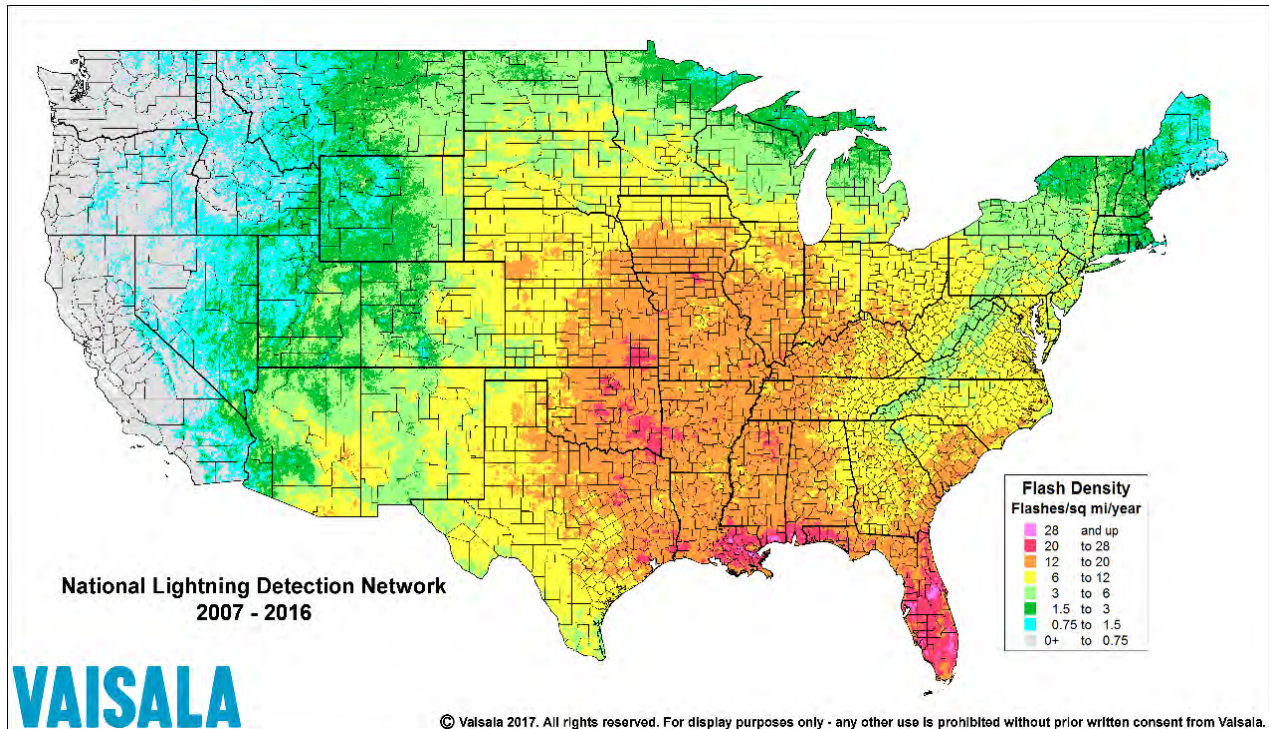 National Lightning Detection Network
2007 - 2016
Flash Density
Flashes/sq mi/year
28 and up
20 to 28
12 to 20
6 to 12
3 to 6
1.5 to 3
0.75 to 1.5
0+ to 0.75
VAISALA
© Vaisala 2017. All rights reserved. For display purposes only - any other use is prohibited without prior written consent from Vaisala.